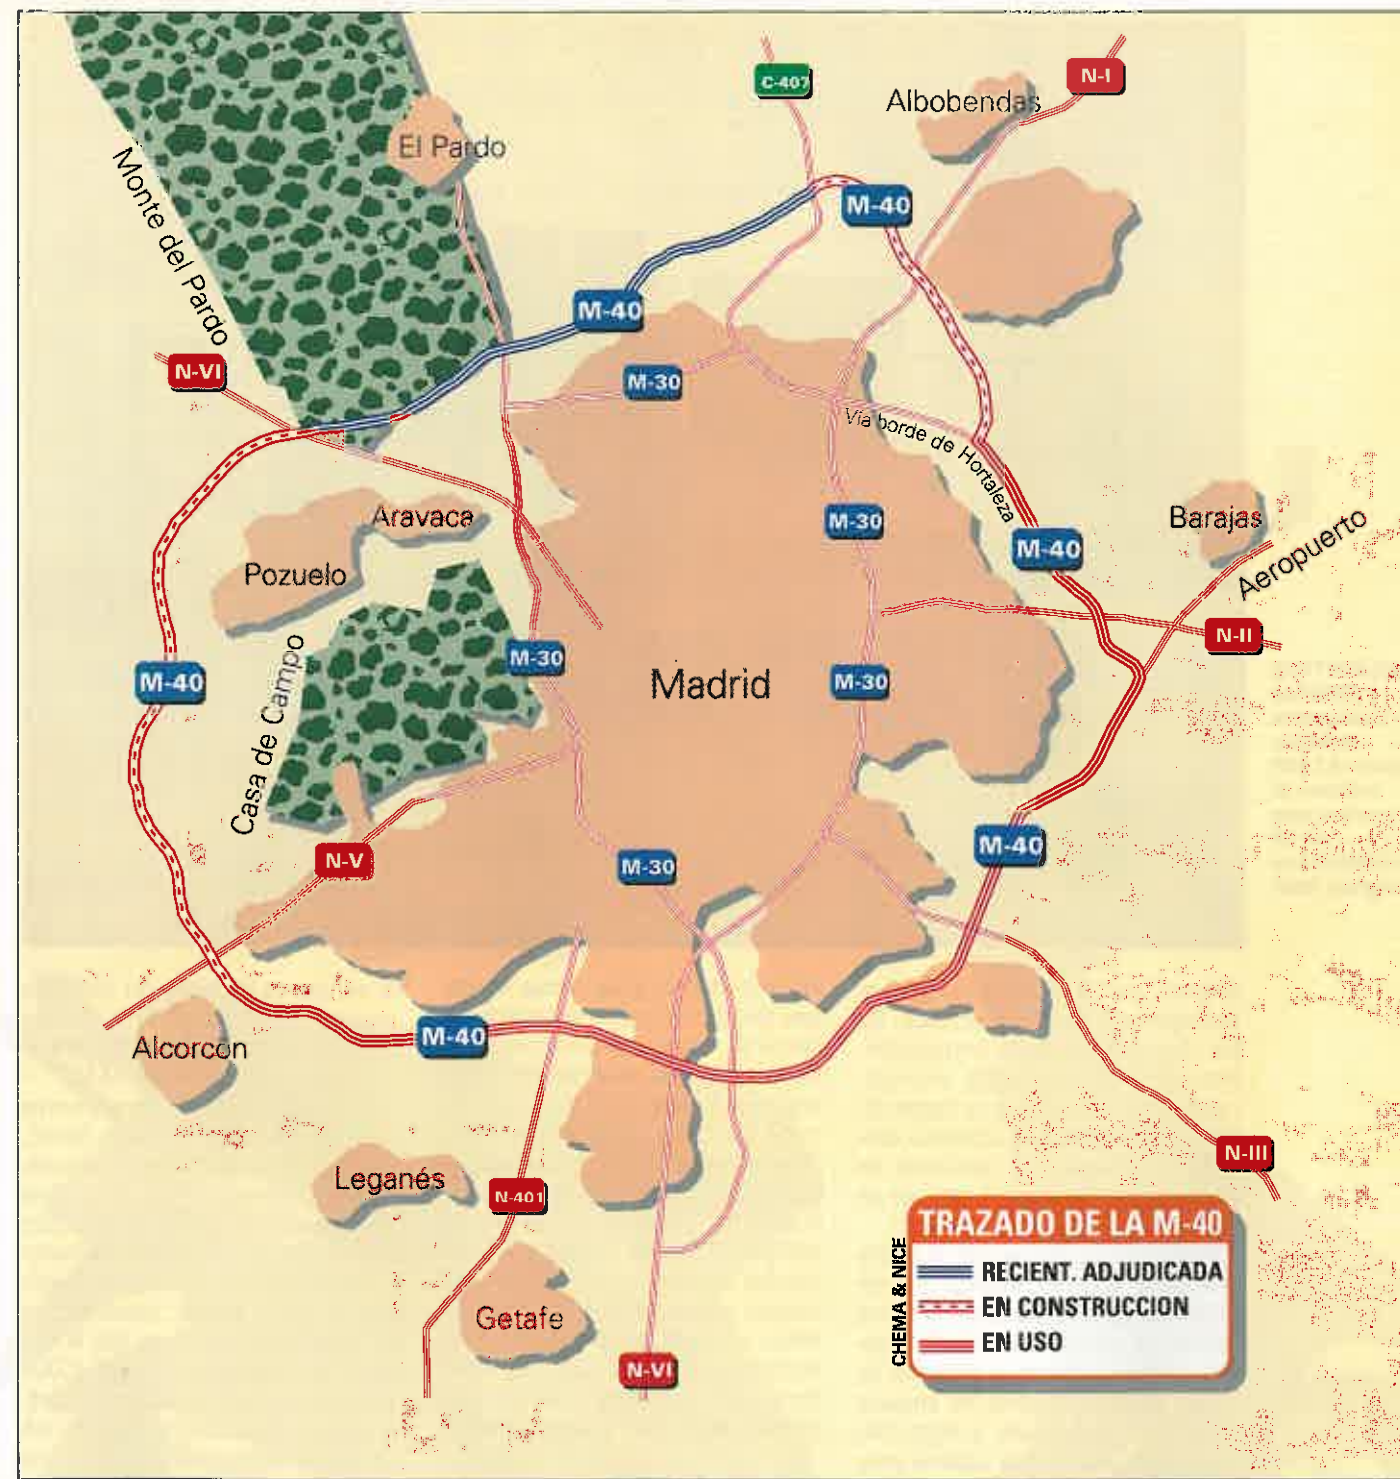 C-407
N-I
Albobendas
El Pardo
M-40
Monte del Pardo
M-40
N-VI
M-30
Vía borde de Hortaleza
Aravaca
M-30
Barajas
M-40
Aeropuerto
Pozuelo
N-II
M-30
Madrid
M-30
M-40
Casa de Campo
M-40
N-V
M-30
M-40
Alcorcon
N-III
Leganés
N-401
Getafe
N-VI
TRAZADO DE LA M-40
RECIENT. ADJUDICADA
EN CONSTRUCCION
EN USO
CHEMA & NICE